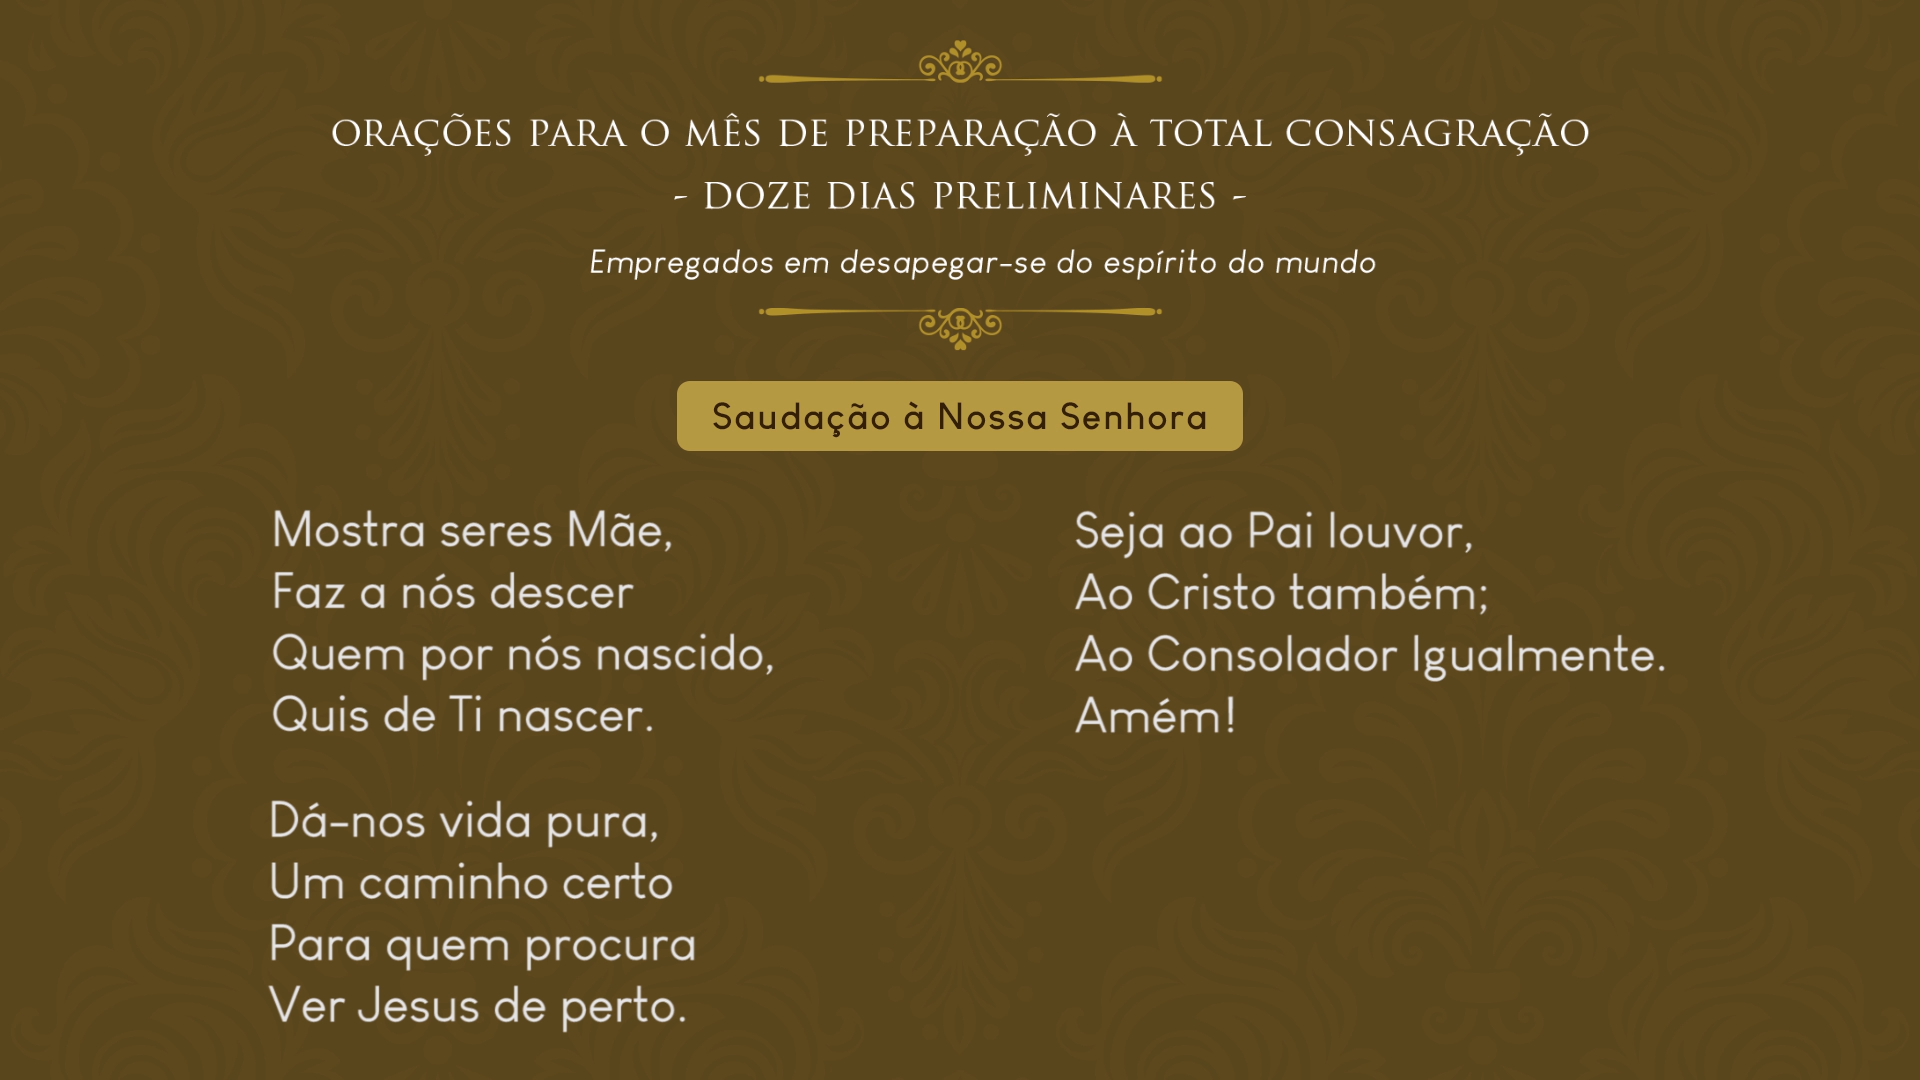 ORAÇÕES PARA O MÊS DE PREPARAÇÃO À TOTAL CONSAGRAÇÃO
- DOZE DIAS PRELIMINARES -
Empregados em desapegar-se do espírito do mundo
Saudação à Nossa Senhora
Mostra seres Mãe,
Faz a nós descer
Quem por nós nascido,
Quis de Ti nascer.
Dá-nos vida pura,
Um caminho certo
Para quem procura
Ver Jesus de perto.
Seja ao Pai louvor,
Ao Cristo também;
Ao Consolador Igualmente.
Amém!